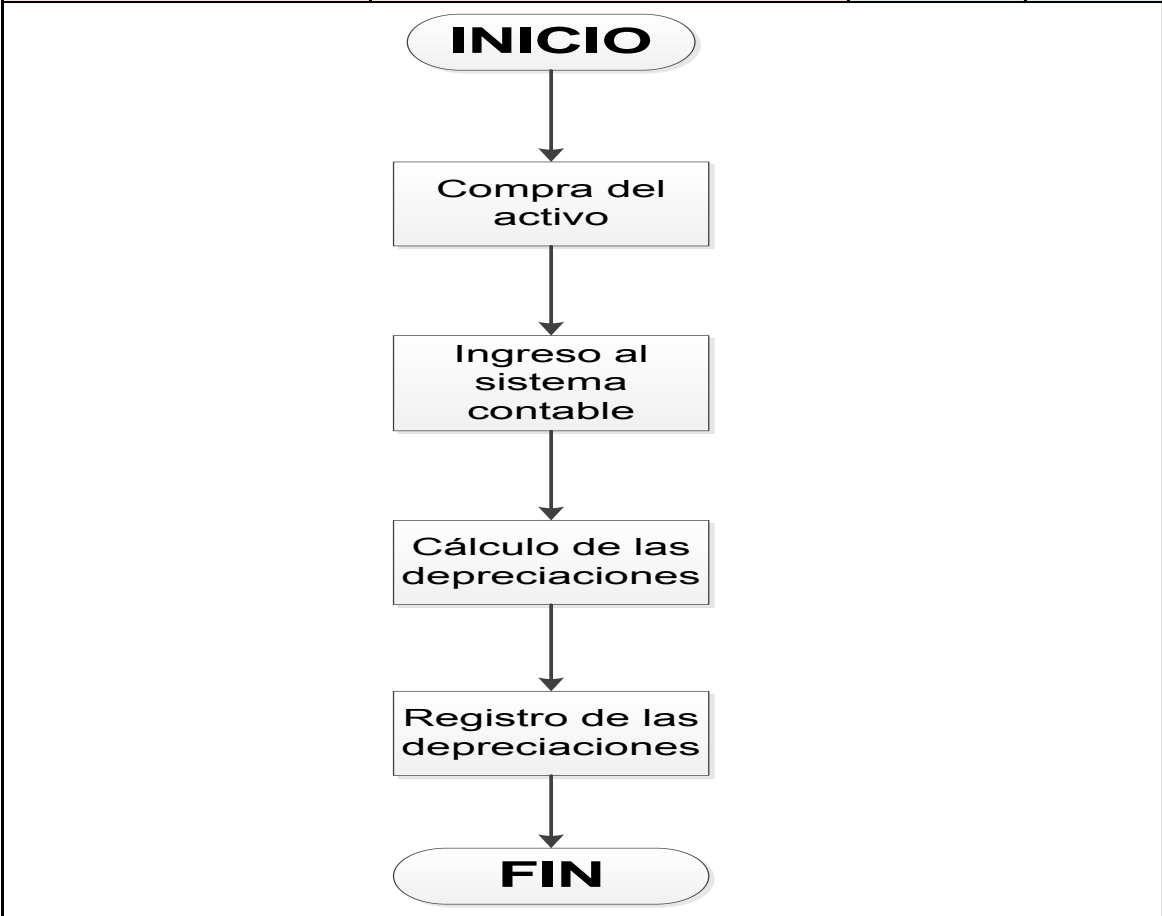 INICIO
Compra del
activo
Ingreso al
sistema
contable
Cálculo de las
depreciaciones
Registro de las
depreciaciones
FIN